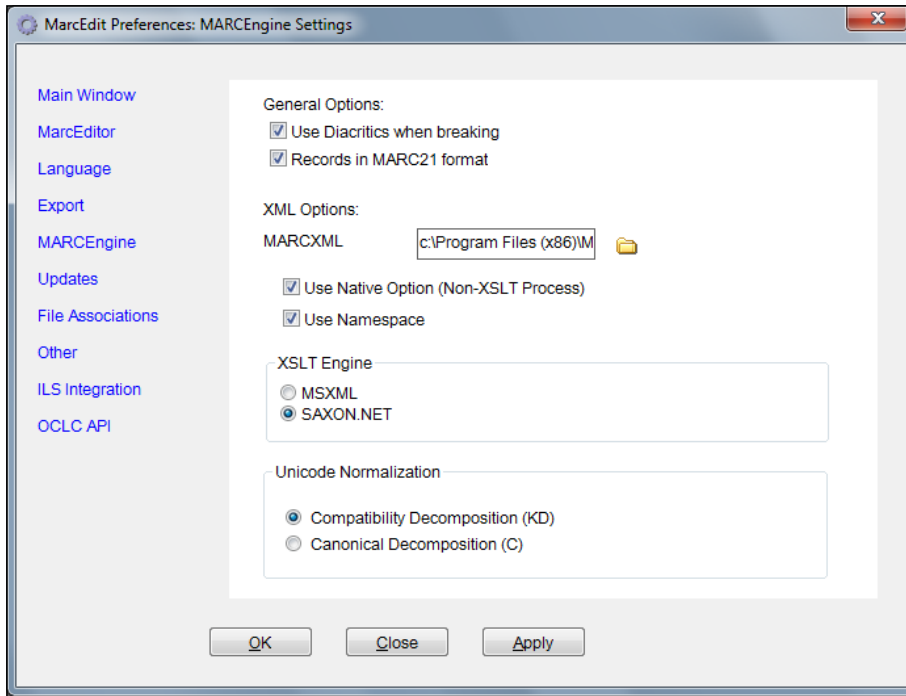 MarcEdit Preferences: MARCEngine Settings
Main Window
MarcEditor
Language
Export
MARCEngine
Updates
File Associations
Other
ILS Integration
OCLC API
General Options:
Use Diacritics when breaking
Records in MARC21 format
XML Options:
MARCXML c:\Program Files (x86)\M
Use Native Option (Non-XSLT Process)
Use Namespace
XSLT Engine
MSXML
SAXON.NET
Unicode Normalization
Compatibility Decomposition (KD)
Canonical Decomposition (C)
OK Close Apply